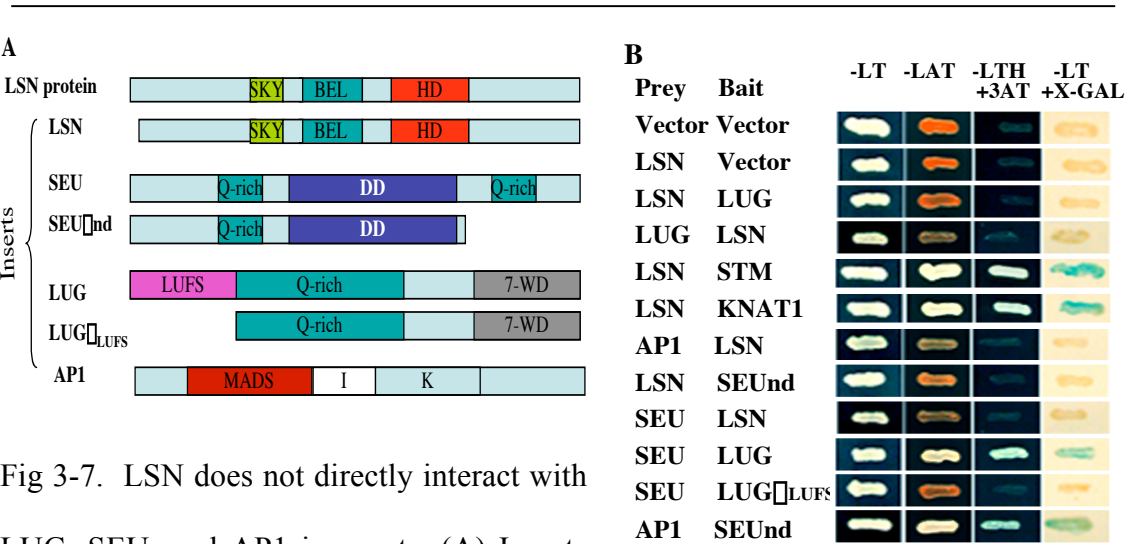 A
LSN protein
SKY BEL HD
LSN
SKY BEL HD
SEU
Q-rich DD Q-rich
SEU▯nd
Q-rich DD
LUG
LUFS Q-rich 7-WD
LUG▯LUFS
Q-rich 7-WD
AP1
MADS I K
Inserts
Fig 3-7. LSN does not directly interact with
B
-LT -LAT -LTH +3AT -LT +X-GAL
Prey Bait
Vector Vector
LSN Vector
LSN LUG
LUG LSN
LSN STM
LSN KNAT1
AP1 LSN
LSN SEUnd
SEU LSN
SEU LUG
SEU LUG▯LUFS
AP1 SEUnd